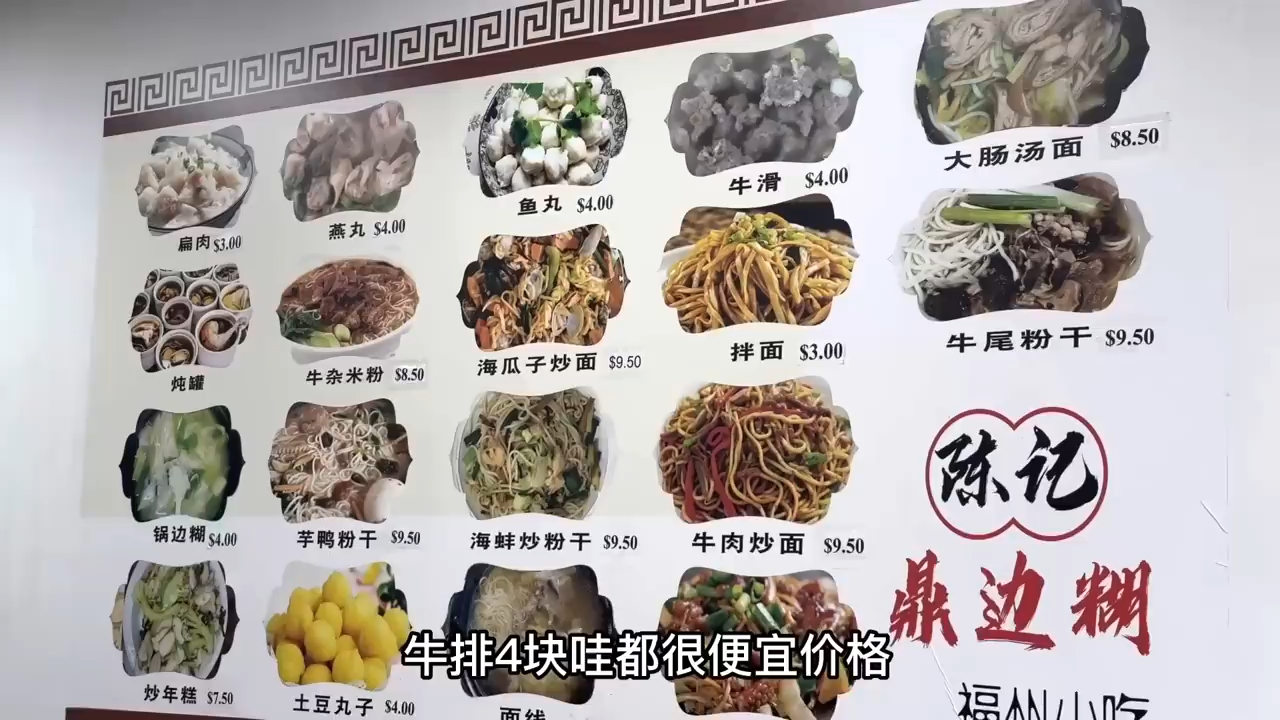 扁肉 $3.00
燕丸 $4.00
鱼丸 $4.00
牛滑 $4.00
大肠汤面 $8.50
炖罐
牛杂米粉 $8.50
海瓜子炒面 $9.50
拌面 $3.00
牛尾粉干 $9.50
锅边糊 $4.00
芋鸭粉干 $9.50
海蚌炒粉干 $9.50
牛肉炒面 $9.50
陈记
鼎边糊
炒年糕 $7.50
土豆丸子 $4.00
面线
福州小吃
牛排4块哇都很便宜价格